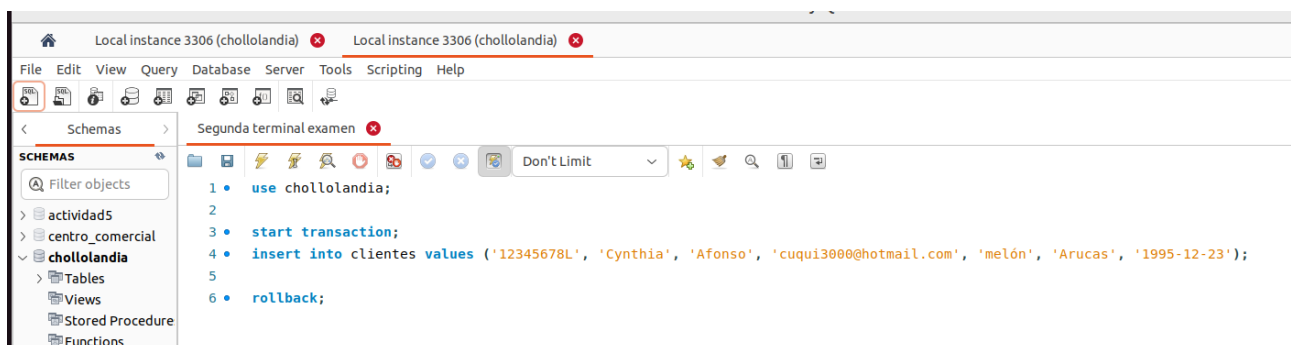 Local instance 3306 (chollolandia) Local instance 3306 (chollolandia)
File Edit View Query Database Server Tools Scripting Help
Schemas Segunda terminal examen
SCHEMAS Don't Limit
Filter objects
1 use chollolandia;
actividad5 2
centro_comercial 3 start transaction;
chollolandia 4 insert into clientes values ('12345678L', 'Cynthia', 'Afonso', 'cuqui3000@hotmail.com', 'melón', 'Arucas', '1995-12-23');
Tables 5
Views 6 rollback;
Stored Procedure
Functions